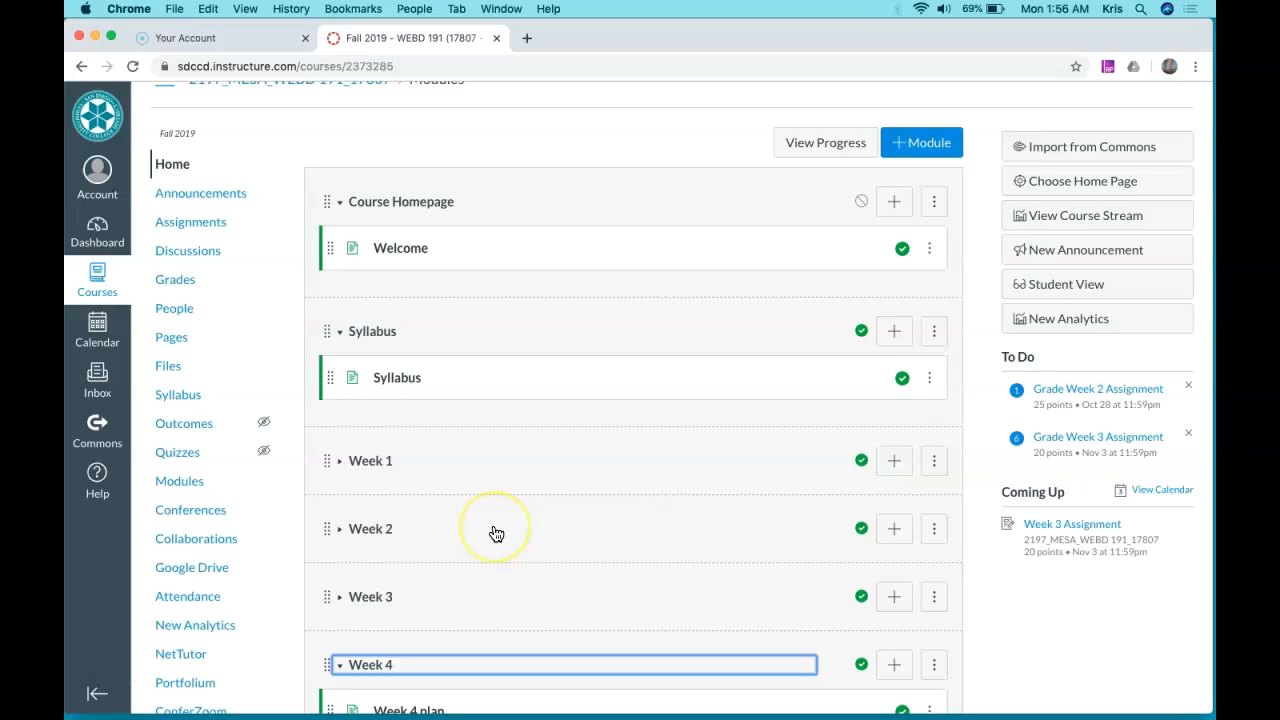 Chrome File Edit View History Bookmarks People Tab Window Help 69% Mon 1:56 AM Kris
Your Account
Fall 2019 - WEBD 191 (17807 -
sdccd.instructure.com/courses/2373285
2197_MESA_WEBD 191_17807 › Modules
Account
Dashboard
Courses
Calendar
Inbox
Commons
Help
Fall 2019
Home
Announcements
Assignments
Discussions
Grades
People
Pages
Files
Syllabus
Outcomes
Quizzes
Modules
Conferences
Collaborations
Google Drive
Attendance
New Analytics
NetTutor
Portfolium
ConferZoom
View Progress
+ Module
Course Homepage
Welcome
Syllabus
Syllabus
Week 1
Week 2
Week 3
Week 4
Week 4 plan
Import from Commons
Choose Home Page
View Course Stream
New Announcement
Student View
New Analytics
To Do
1 Grade Week 2 Assignment
25 points • Oct 28 at 11:59pm
6 Grade Week 3 Assignment
20 points • Nov 3 at 11:59pm
Coming Up
View Calendar
Week 3 Assignment
2197_MESA_WEBD 191_17807
20 points • Nov 3 at 11:59pm